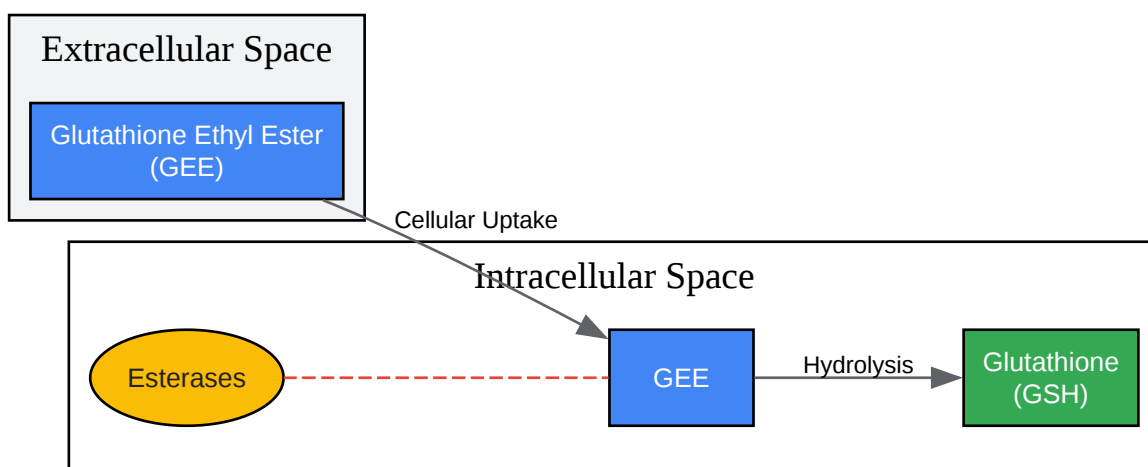 Extracellular Space
Glutathione Ethyl Ester
(GEE)
Cellular Uptake
Intracellular Space
Esterases
GEE
Hydrolysis
Glutathione
(GSH)